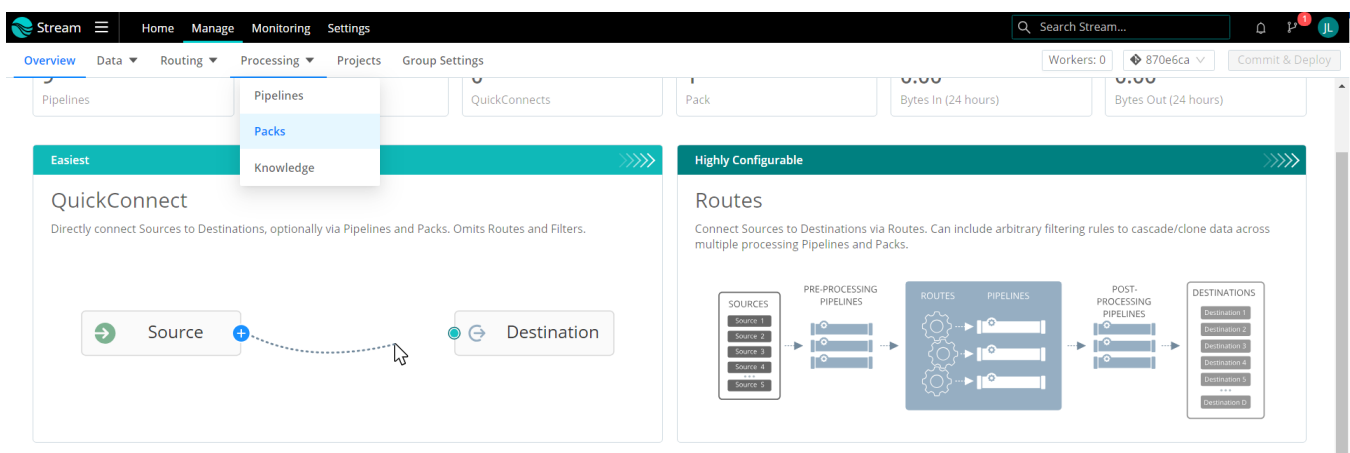 Stream
Home Manage Monitoring Settings
Search Stream...
1
JL
Overview Data Routing Processing Projects Group Settings
Workers: 0
870e6ca
Commit & Deploy
Pipelines
QuickConnects
Pack
Bytes In (24 hours)
Bytes Out (24 hours)
Pipelines
Packs
Knowledge
Easiest
QuickConnect
Directly connect Sources to Destinations, optionally via Pipelines and Packs. Omits Routes and Filters.
Source
Destination
Highly Configurable
Routes
Connect Sources to Destinations via Routes. Can include arbitrary filtering rules to cascade/clone data across
multiple processing Pipelines and Packs.
SOURCES
Source 1
Source 2
Source 3
Source 4
...
Source S
PRE-PROCESSING
PIPELINES
ROUTES
PIPELINES
POST-
PROCESSING
PIPELINES
DESTINATIONS
Destination 1
Destination 2
Destination 3
Destination 4
Destination 5
...
Destination D